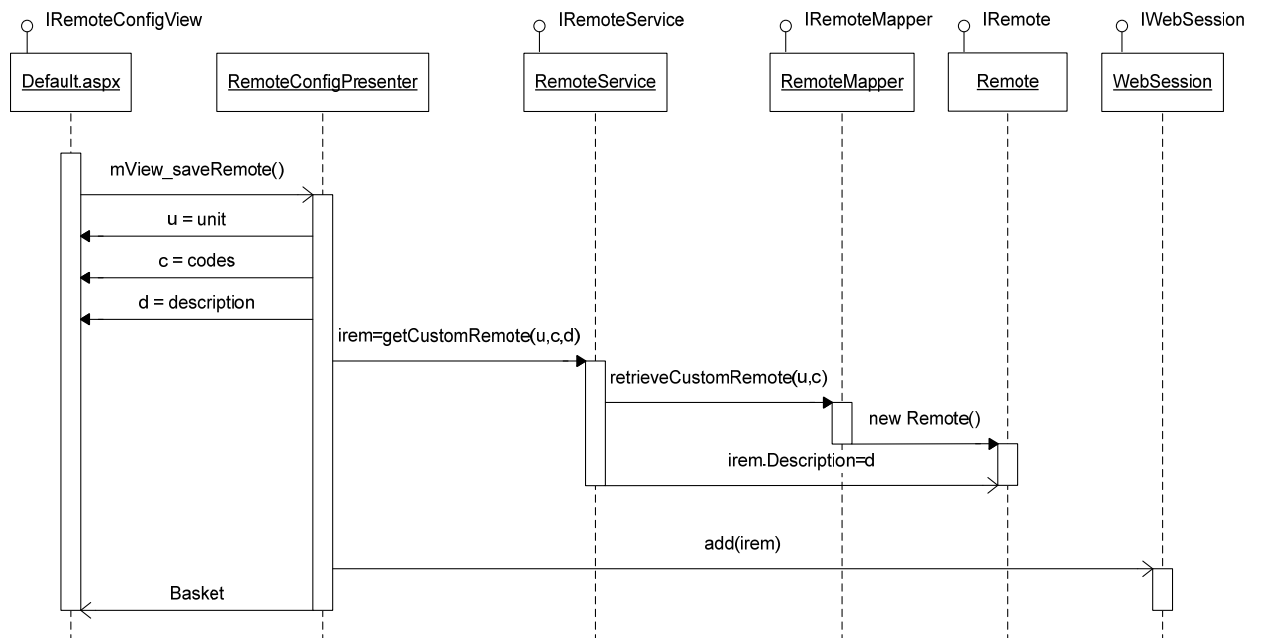 IRemoteConfigView
IRemoteService
IRemoteMapper
IRemote
IWebSession
Default.aspx
RemoteConfigPresenter
RemoteService
RemoteMapper
Remote
WebSession
mView_saveRemote()
u = unit
c = codes
d = description
irem=getCustomRemote(u,c,d)
retrieveCustomRemote(u,c)
new Remote()
irem.Description=d
add(irem)
Basket